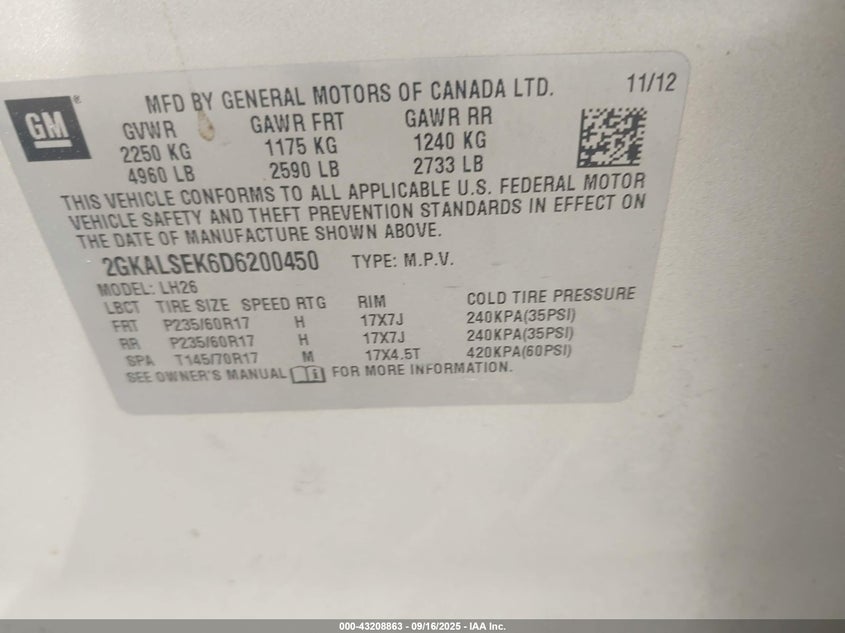 GM®
MFD BY GENERAL MOTORS OF CANADA LTD.
11/12
GVWR GAWR FRT GAWR RR
2250 KG 1175 KG 1240 KG
4960 LB 2590 LB 2733 LB
THIS VEHICLE CONFORMS TO ALL APPLICABLE U.S. FEDERAL MOTOR
VEHICLE SAFETY AND THEFT PREVENTION STANDARDS IN EFFECT ON
THE DATE OF MANUFACTURE SHOWN ABOVE.
2GKALSEK6D6200450 TYPE: M.P.V.
MODEL: LH26
LBCT TIRE SIZE SPEED RTG RIM COLD TIRE PRESSURE
FRT P235/60R17 H 17X7J 240KPA(35PSI)
RR P235/60R17 H 17X7J 240KPA(35PSI)
SPA T145/70R17 M 17X4.5T 420KPA(60PSI)
SEE OWNER'S MANUAL FOR MORE INFORMATION.
000-43208863 - 09/16/2025 - IAA Inc.